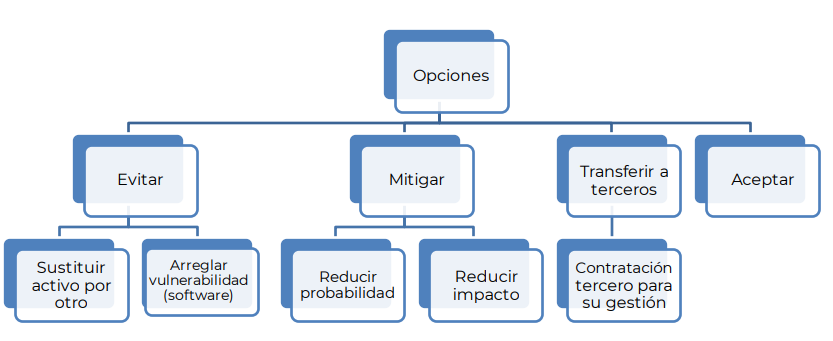 Opciones
Evitar
Mitigar
Transferir a
terceros
Aceptar
Sustituir
activo por
otro
Arreglar
vulnerabilidad
(software)
Reducir
probabilidad
Reducir
impacto
Contratación
tercero para
su gestión